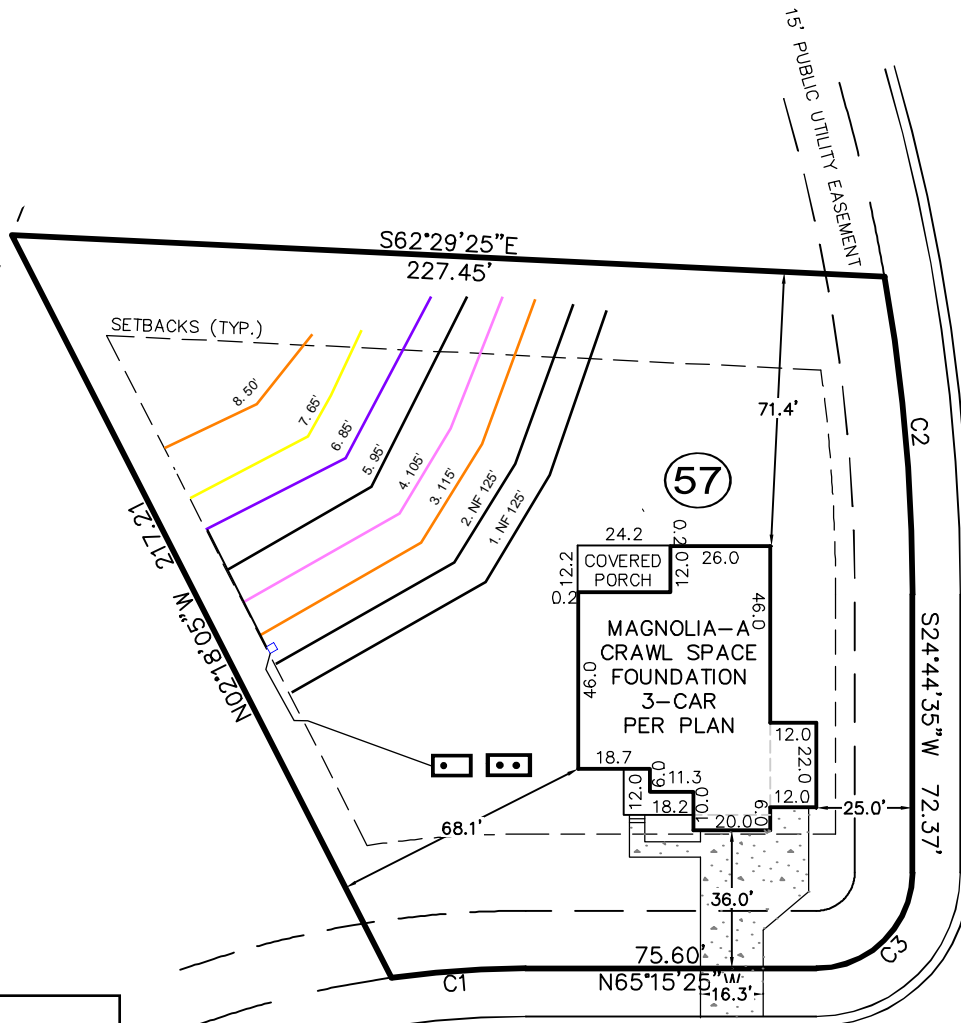 15' PUBLIC UTILITY EASEMENT
S62°29'25"E
227.45'
SETBACKS (TYP.)
8. 50'
7. 65'
6. 85'
5. 95'
4. 105'
3. 115'
2. NF 125'
1. NF 125'
71.4'
C2
57
217.21
N02°18'05"W
24.2
12.2
0.2
COVERED
PORCH
12.0
0.2
26.0
46.0
46.0
MAGNOLIA-A
CRAWL SPACE
FOUNDATION
3-CAR
PER PLAN
S24°44'35"W 72.37'
18.7
12.0
6.0
11.3
18.2
10.0
20.0
6.0
12.0
22.0
12.0
25.0'
68.1'
36.0'
75.60'
N65°15'25"W
16.3'
C1
C3